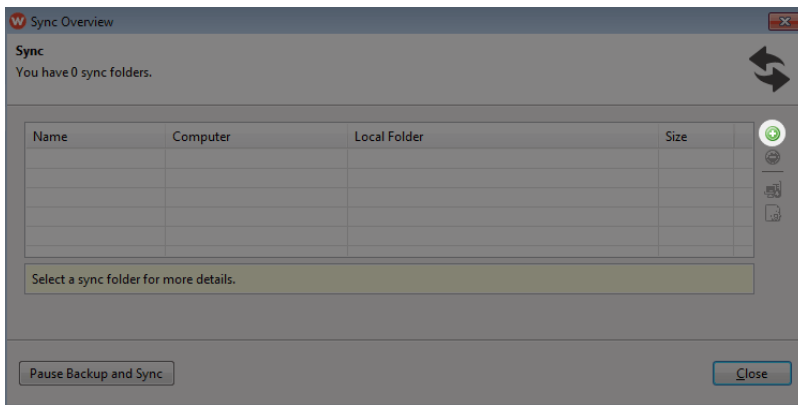 Sync Overview
Sync
You have 0 sync folders.
Name Computer Local Folder Size
Select a sync folder for more details.
Pause Backup and Sync Close